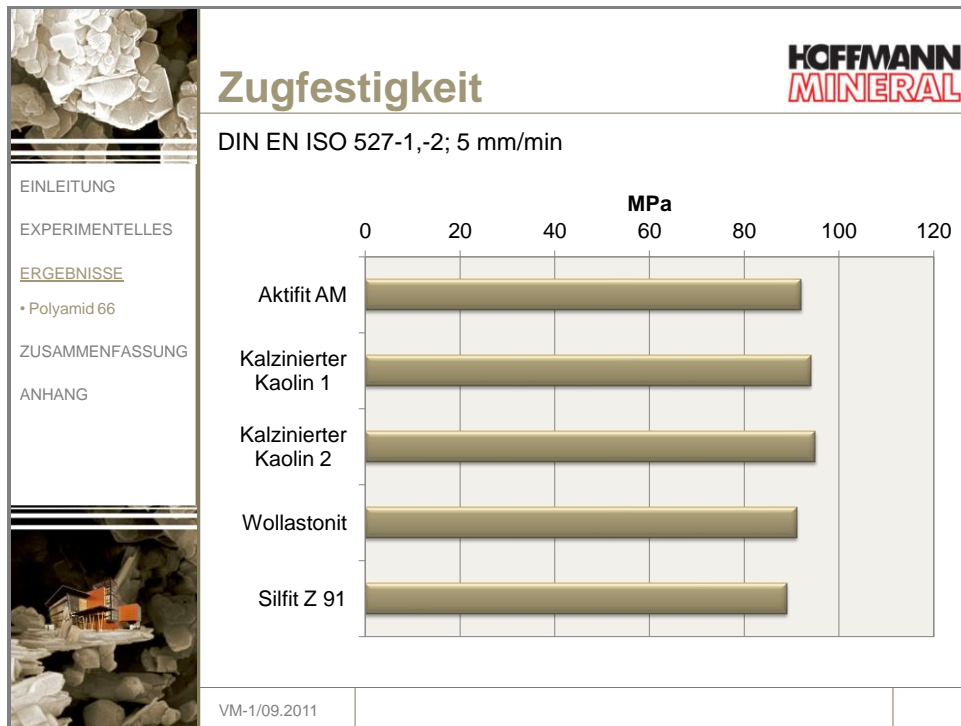 Zugfestigkeit
HOFFMANN
MINERAL
DIN EN ISO 527-1,-2; 5 mm/min
EINLEITUNG
EXPERIMENTELLES
ERGEBNISSE
• Polyamid 66
ZUSAMMENFASSUNG
ANHANG
MPa
0 20 40 60 80 100 120
Aktifit AM
Kalzinierter
Kaolin 1
Kalzinierter
Kaolin 2
Wollastonit
Silfit Z 91
VM-1/09.2011